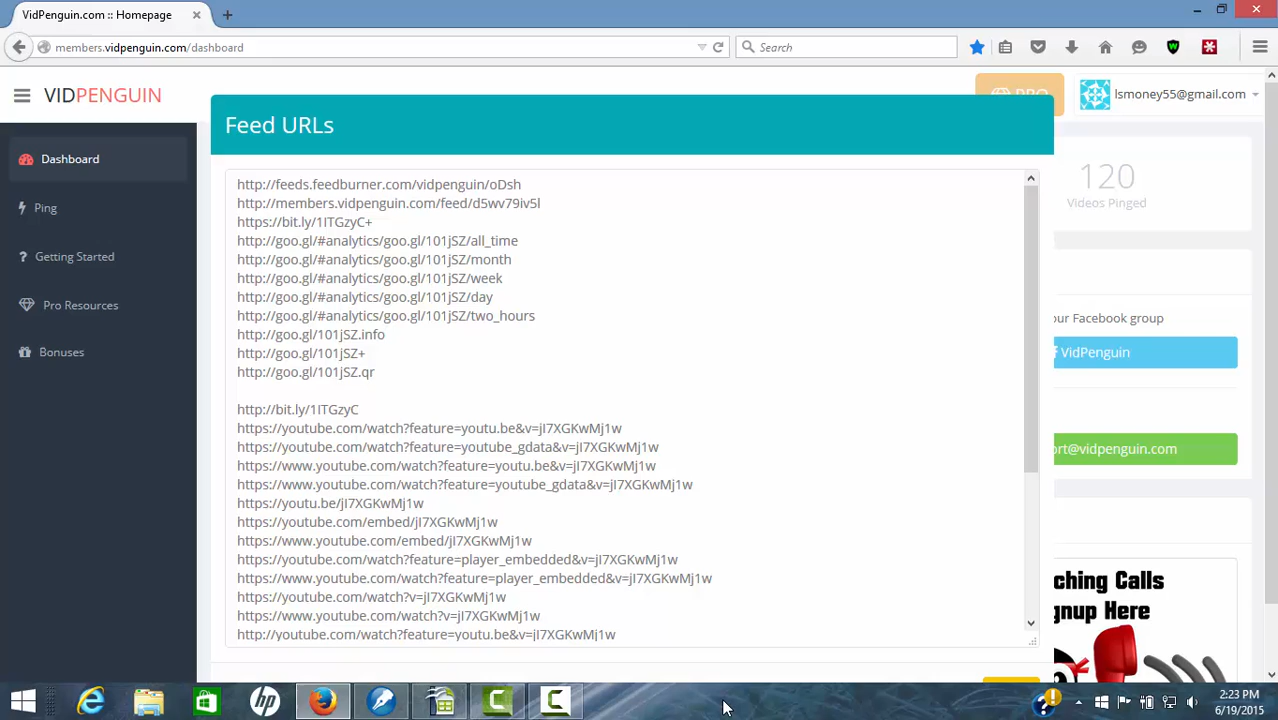 VidPenguin.com :: Homepage
members.vidpenguin.com/dashboard
Search
VIDPENGUIN
PRO
lsmoney55@gmail.com
Feed URLs
Dashboard
Ping
Getting Started
Pro Resources
Bonuses
http://feeds.feedburner.com/vidpenguin/oDsh
http://members.vidpenguin.com/feed/d5wv79iv5l
https://bit.ly/1ITGzyC+
http://goo.gl/#analytics/goo.gl/101jSZ/all_time
http://goo.gl/#analytics/goo.gl/101jSZ/month
http://goo.gl/#analytics/goo.gl/101jSZ/week
http://goo.gl/#analytics/goo.gl/101jSZ/day
http://goo.gl/#analytics/goo.gl/101jSZ/two_hours
http://goo.gl/101jSZ.info
http://goo.gl/101jSZ+
http://goo.gl/101jSZ.qr
http://bit.ly/1ITGzyC
https://youtube.com/watch?feature=youtu.be&v=jI7XGKwMj1w
https://youtube.com/watch?feature=youtube_gdata&v=jI7XGKwMj1w
https://www.youtube.com/watch?feature=youtu.be&v=jI7XGKwMj1w
https://www.youtube.com/watch?feature=youtube_gdata&v=jI7XGKwMj1w
https://youtu.be/jI7XGKwMj1w
https://youtube.com/embed/jI7XGKwMj1w
https://www.youtube.com/embed/jI7XGKwMj1w
https://youtube.com/watch?feature=player_embedded&v=jI7XGKwMj1w
https://www.youtube.com/watch?feature=player_embedded&v=jI7XGKwMj1w
https://youtube.com/watch?v=jI7XGKwMj1w
https://www.youtube.com/watch?v=jI7XGKwMj1w
http://youtube.com/watch?feature=youtu.be&v=jI7XGKwMj1w
120
Videos Pinged
our Facebook group
VidPenguin
ort@vidpenguin.com
ching Calls
ignup Here
2:23 PM
6/19/2015